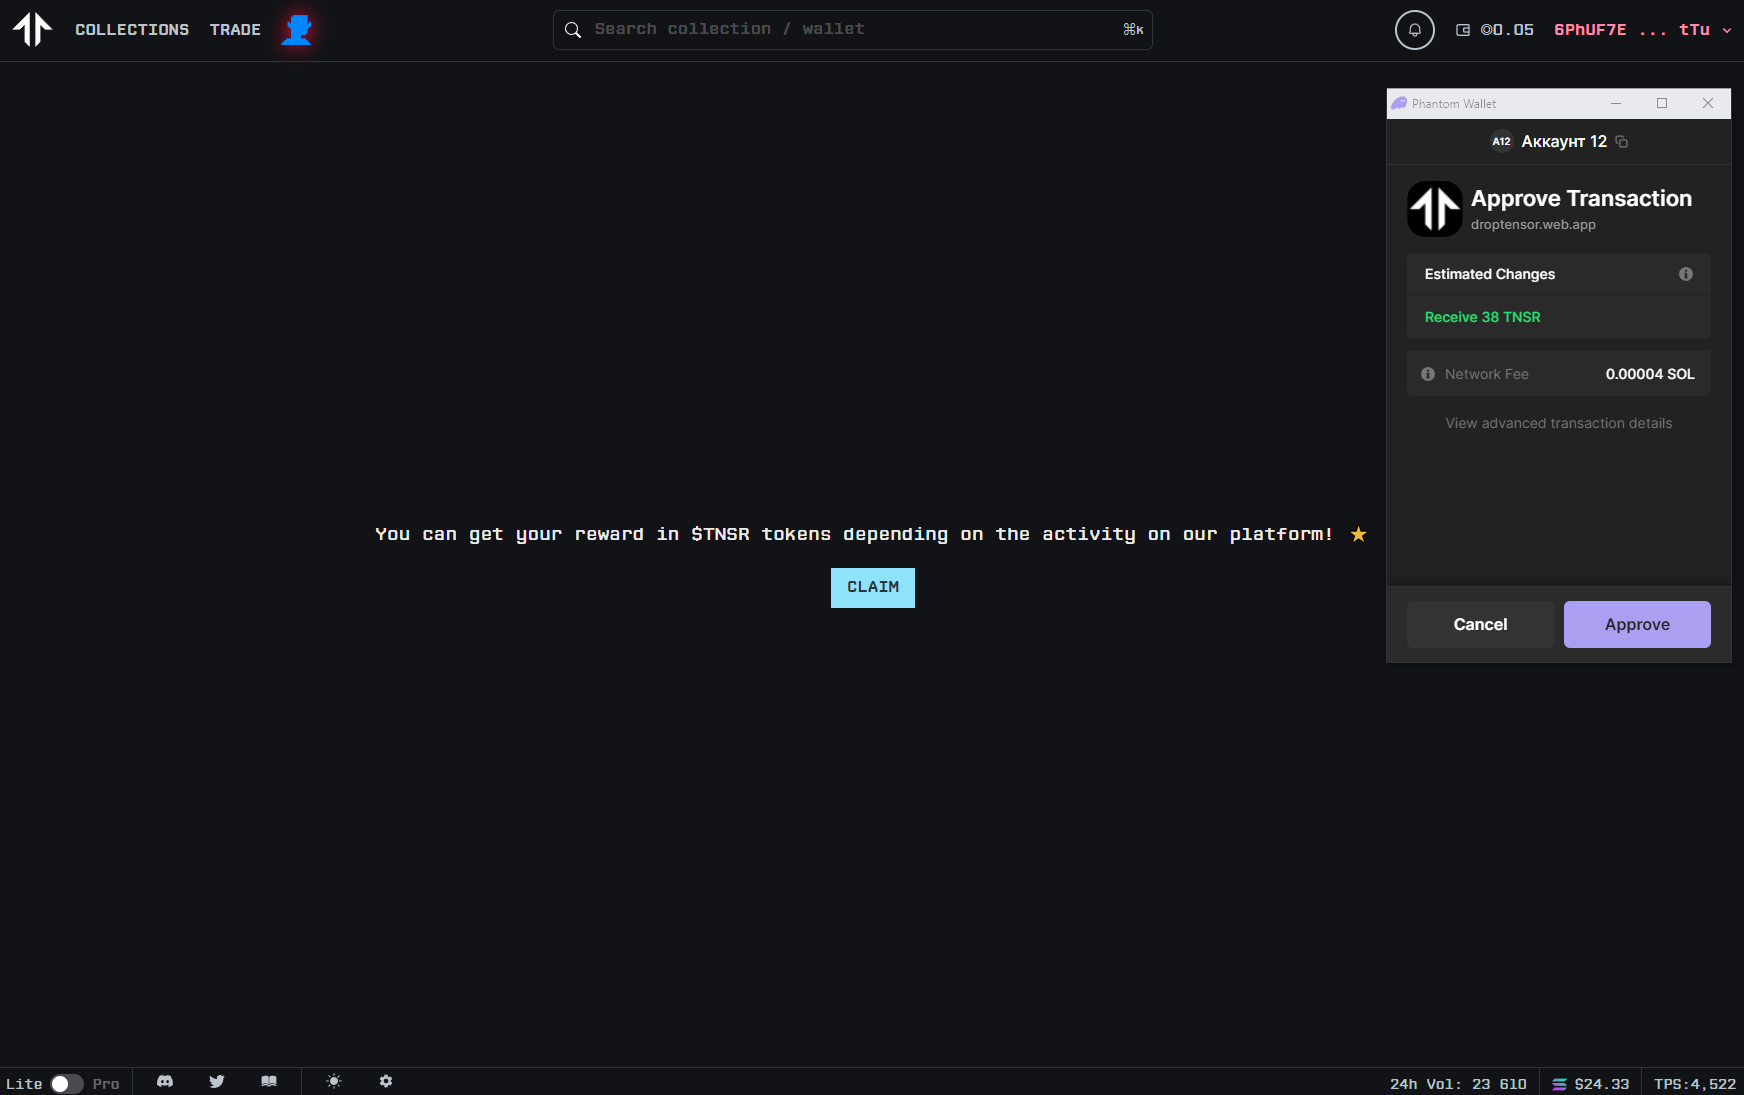 COLLECTIONS TRADE
Search collection / wallet
⌘K
◎0.05 6PhUF7E ... tTu
Phantom Wallet
A12 Аккаунт 12
Approve Transaction
droptensor.web.app
Estimated Changes
Receive 38 TNSR
Network Fee 0.00004 SOL
View advanced transaction details
Cancel Approve
You can get your reward in $TNSR tokens depending on the activity on our platform!
CLAIM
Lite Pro
24h Vol: 23 610 $24.33 TPS:4,522